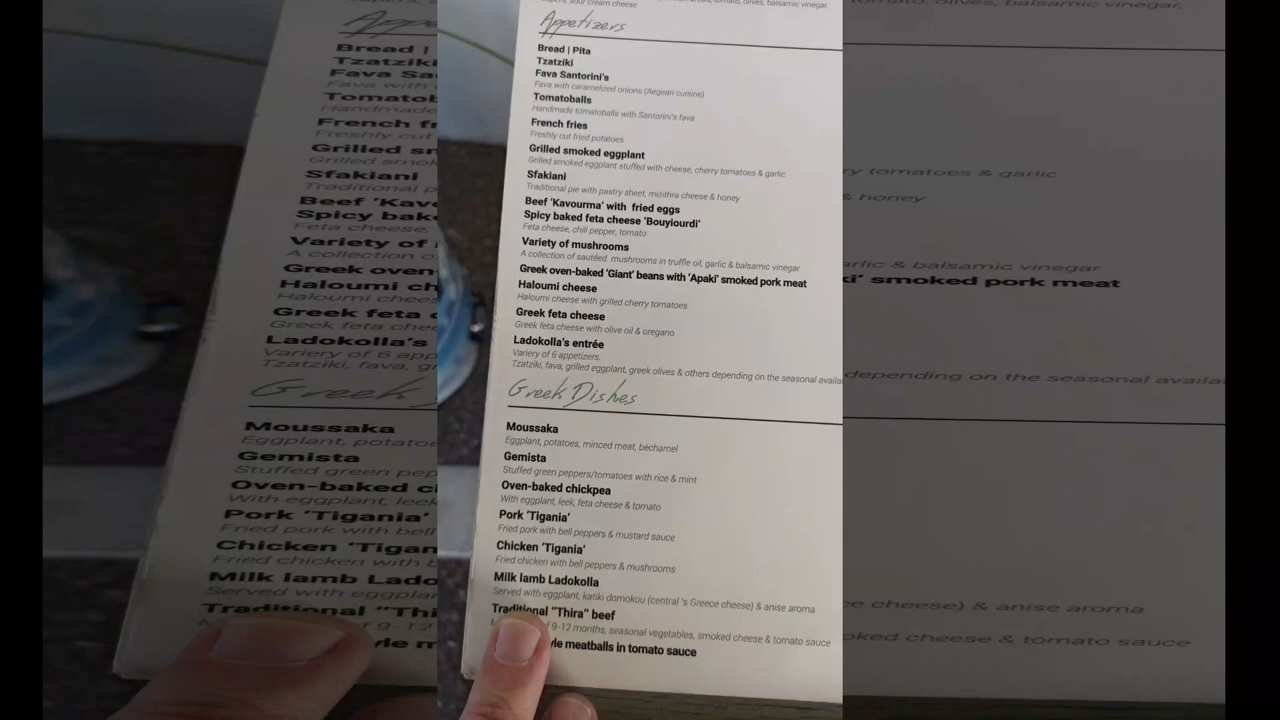 sour cream cheese
tomato, olives, balsamic vinegar,
Appetizers
Bread | Pita
Tzatziki
Fava Santorini's
Fava with caramelized onions (Aegean cuisine)
Tomatoballs
Handmade tomatoballs with Santorini's fava
French fries
Freshly cut fried potatoes
Grilled smoked eggplant
Grilled smoked eggplant stuffed with cheese, cherry tomatoes & garlic
Sfakiani
Traditional pie with pastry sheet, mizithra cheese & honey
Beef 'Kavourma' with fried eggs
Spicy baked feta cheese 'Bouyiourdi'
Feta cheese, chili pepper, tomato
Variety of mushrooms
A collection of sautéed mushrooms in truffle oil, garlic & balsamic vinegar
Greek oven-baked 'Giant' beans with 'Apaki' smoked pork meat
Haloumi cheese
Haloumi cheese with grilled cherry tomatoes
Greek feta cheese
Greek feta cheese with olive oil & oregano
Ladokolla's entrée
Variety of 6 appetizers.
Tzatziki, fava, grilled eggplant, greek olives & others depending on the seasonal availa
Greek Dishes
Moussaka
Eggplant, potatoes, minced meat, béchamel
Gemista
Stuffed green peppers/tomatoes with rice & mint
Oven-baked chickpea
With eggplant, leek, feta cheese & tomato
Pork 'Tigania'
Fried pork with bell peppers & mustard sauce
Chicken 'Tigania'
Fried chicken with bell peppers & mushrooms
Milk lamb Ladokolla
Served with eggplant, katiki domokou (central 's Greece cheese) & anise aroma
Traditional "Thira" beef
of 9-12 months, seasonal vegetables, smoked cheese & tomato sauce
yle meatballs in tomato sauce